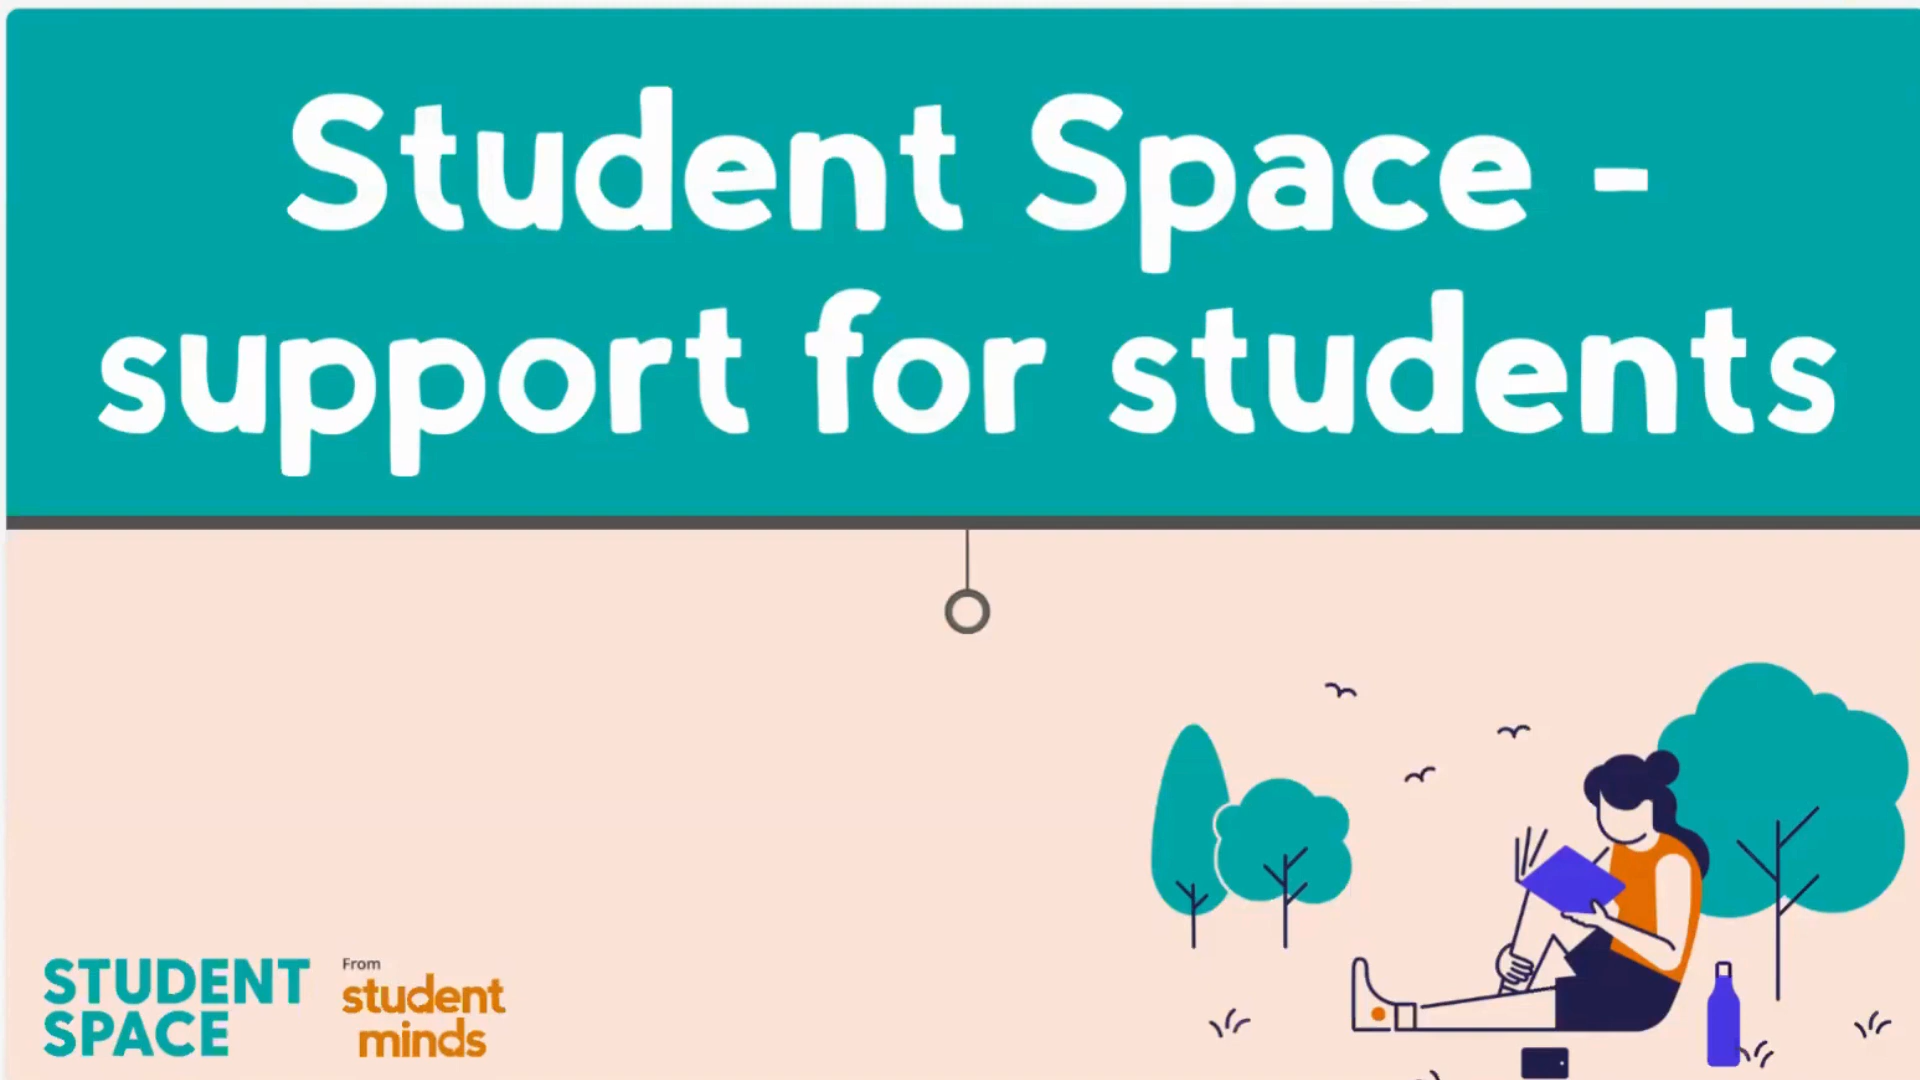 Student Space -
support for students
STUDENT
SPACE
From
student
minds